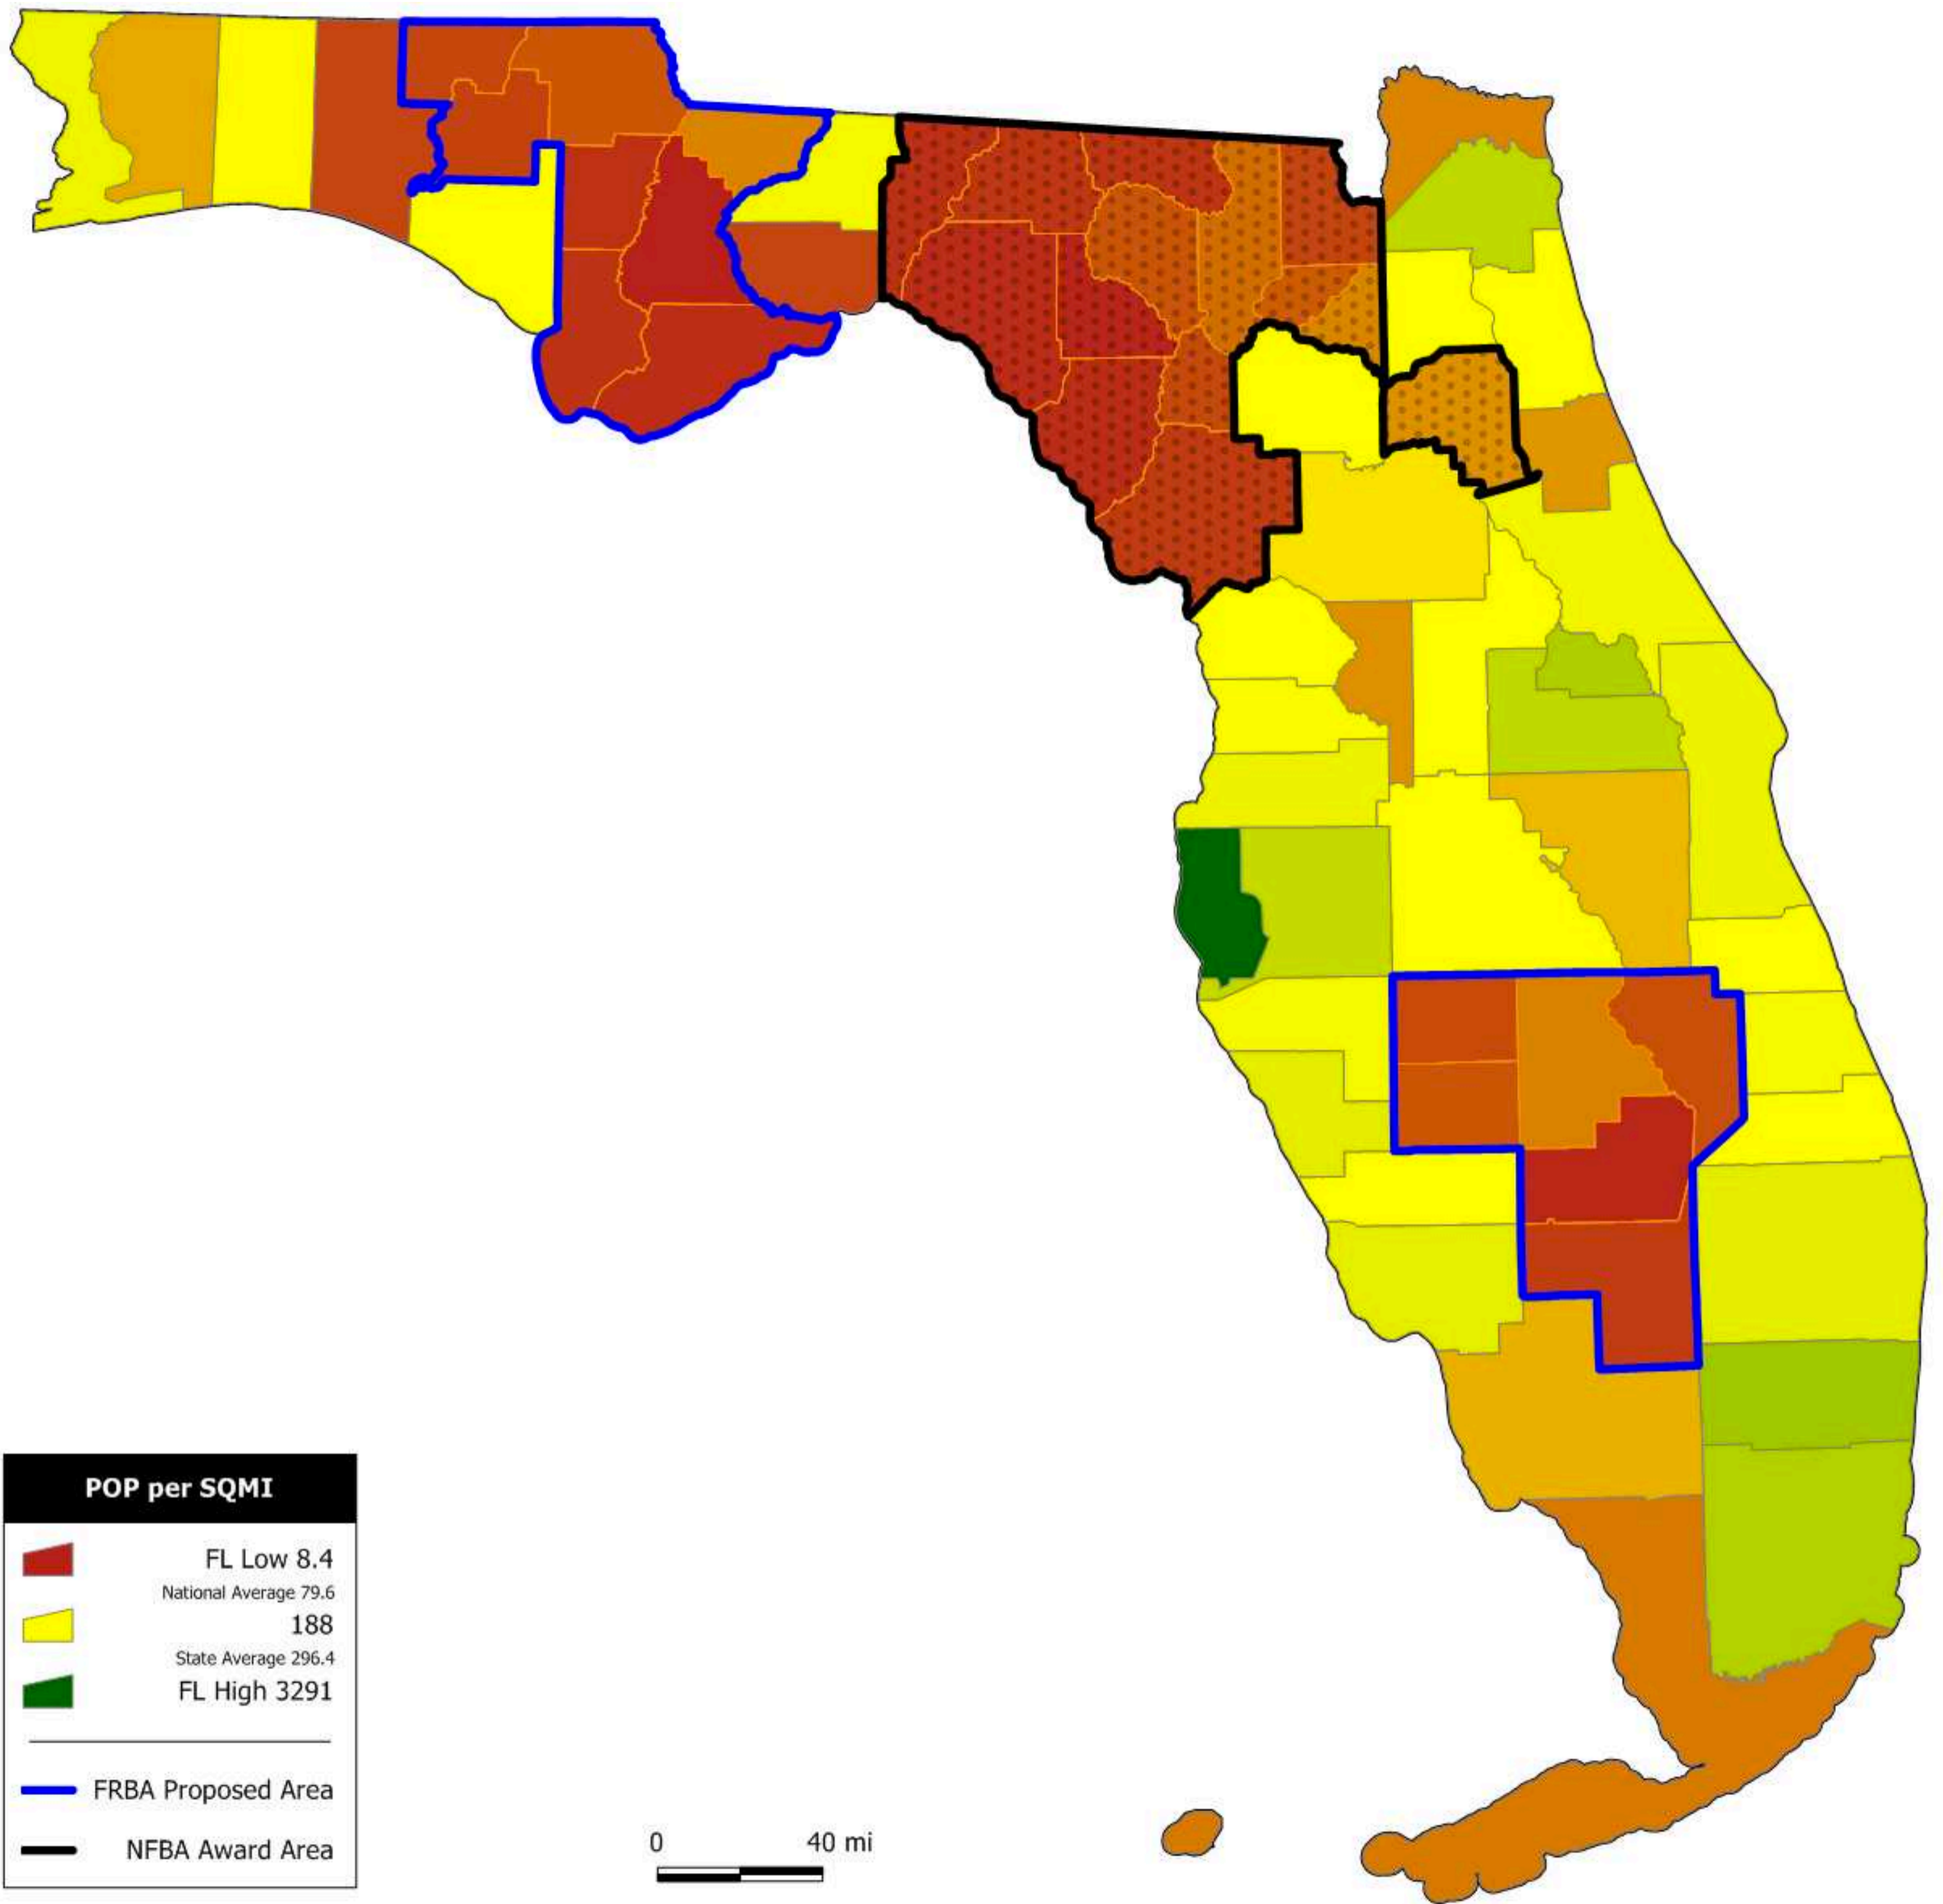 POP per SQMI
FL Low 8.4
National Average 79.6
188
State Average 296.4
FL High 3291
FRBA Proposed Area
NFBA Award Area
0 40 mi